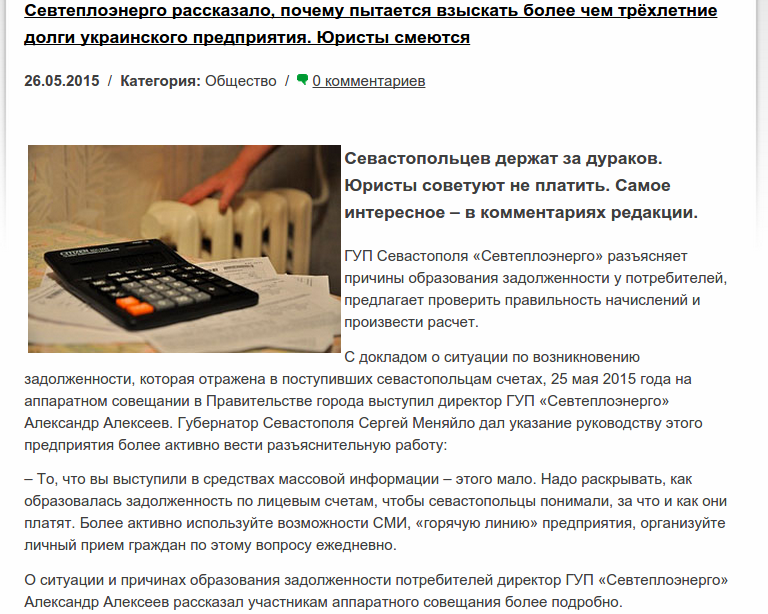 Севтеплоэнерго рассказало, почему пытается взыскать более чем трёхлетние
долги украинского предприятия. Юристы смеются
26.05.2015 / Категория: Общество / 0 комментариев
CITIZEN
Севастопольцев держат за дураков.
Юристы советуют не платить. Самое
интересное – в комментариях редакции.
ГУП Севастополя «Севтеплоэнерго» разъясняет
причины образования задолженности у потребителей,
предлагает проверить правильность начислений и
произвести расчет.
С докладом о ситуации по возникновению
задолженности, которая отражена в поступивших севастопольцам счетах, 25 мая 2015 года на
аппаратном совещании в Правительстве города выступил директор ГУП «Севтеплоэнерго»
Александр Алексеев. Губернатор Севастополя Сергей Меняйло дал указание руководству этого
предприятия более активно вести разъяснительную работу:
– То, что вы выступили в средствах массовой информации – этого мало. Надо раскрывать, как
образовалась задолженность по лицевым счетам, чтобы севастопольцы понимали, за что и как они
платят. Более активно используйте возможности СМИ, «горячую линию» предприятия, организуйте
личный прием граждан по этому вопросу ежедневно.
О ситуации и причинах образования задолженности потребителей директор ГУП «Севтеплоэнерго»
Александр Алексеев рассказал участникам аппаратного совещания более подробно.